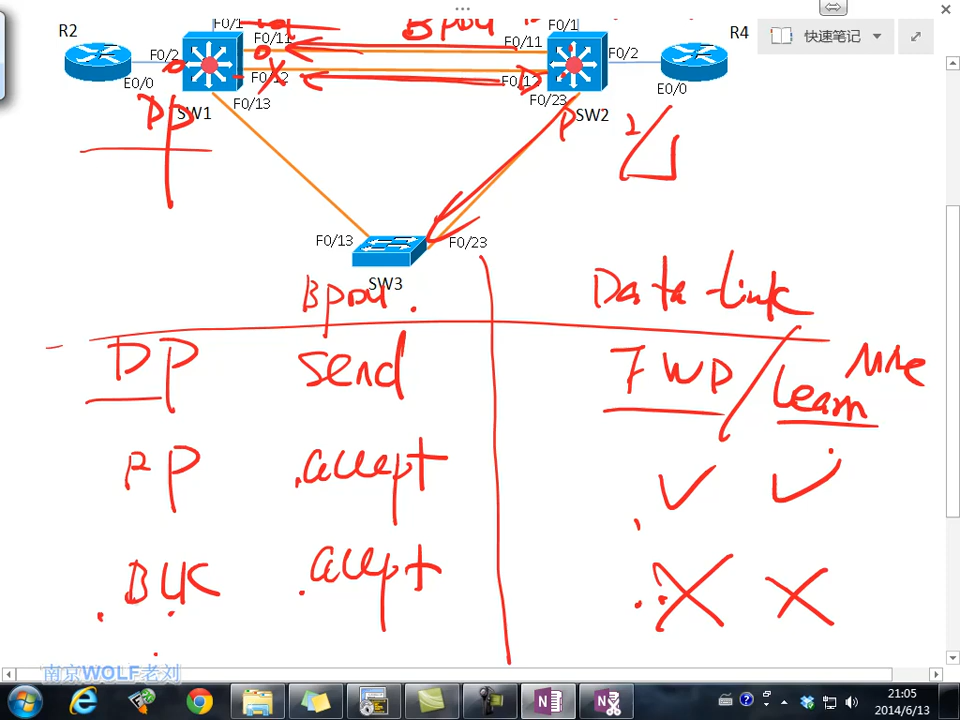 F0/1
Bpdu
F0/1
R2
F0/11
F0/11
R4
快速笔记
F0/2
F0/2
F0/12
F0/12
E0/0
E0/0
F0/13
F0/23
DP
SW1
P
SW2
2/
F0/13
F0/23
SW3
Bpdu.
Data-link
DP
send
FWD/Learn
RP
accept
BLK
accept
南京WOLF老刘
21:05
2014/6/13